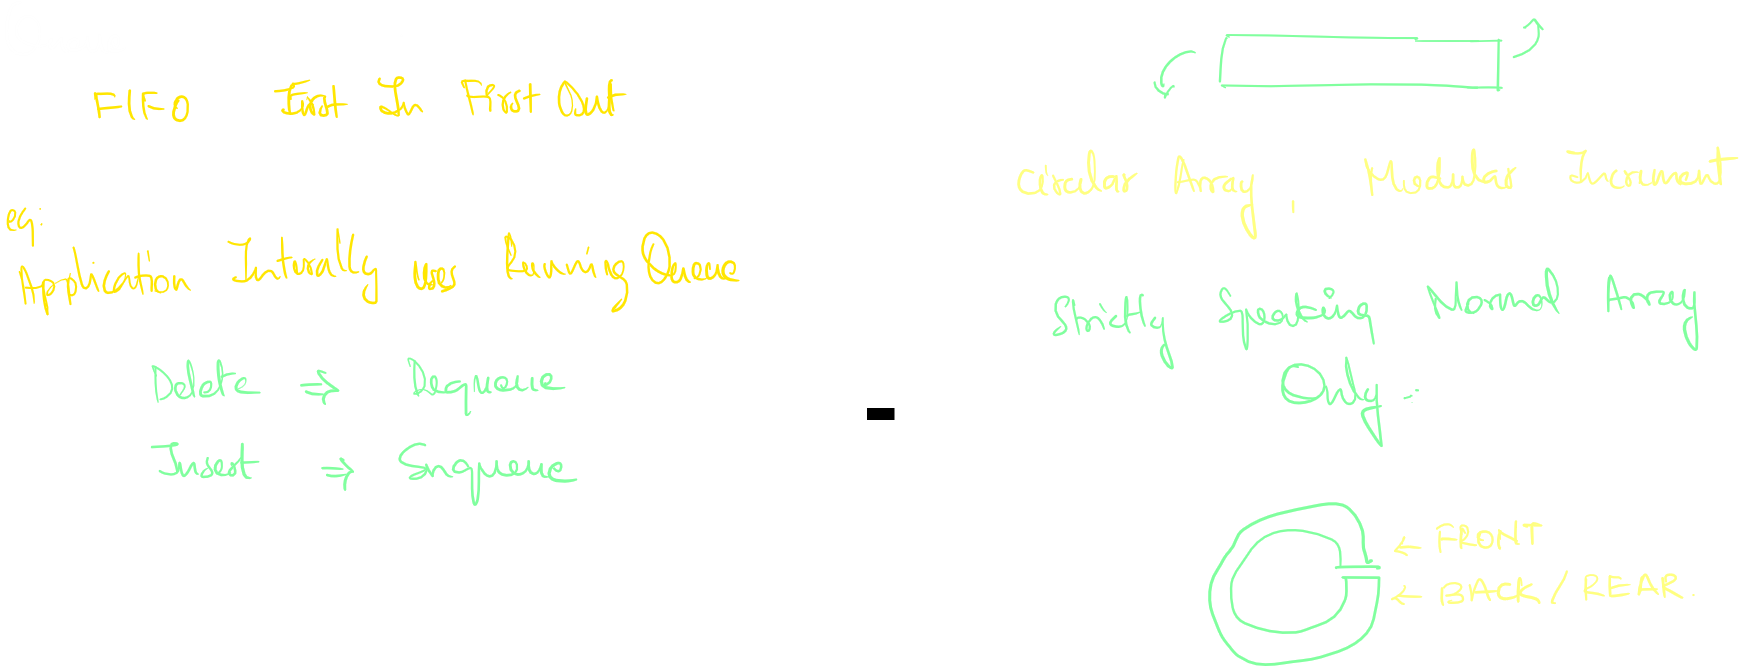 FIFO First In First Out
eg:
Application Internally uses Running Queue
Delete ⇒ Dequeue
Insert ⇒ Enqueue
Circular Array, Modular Increment
Strictly Speaking Normal Array
Only..
← FRONT
← BACK / REAR.